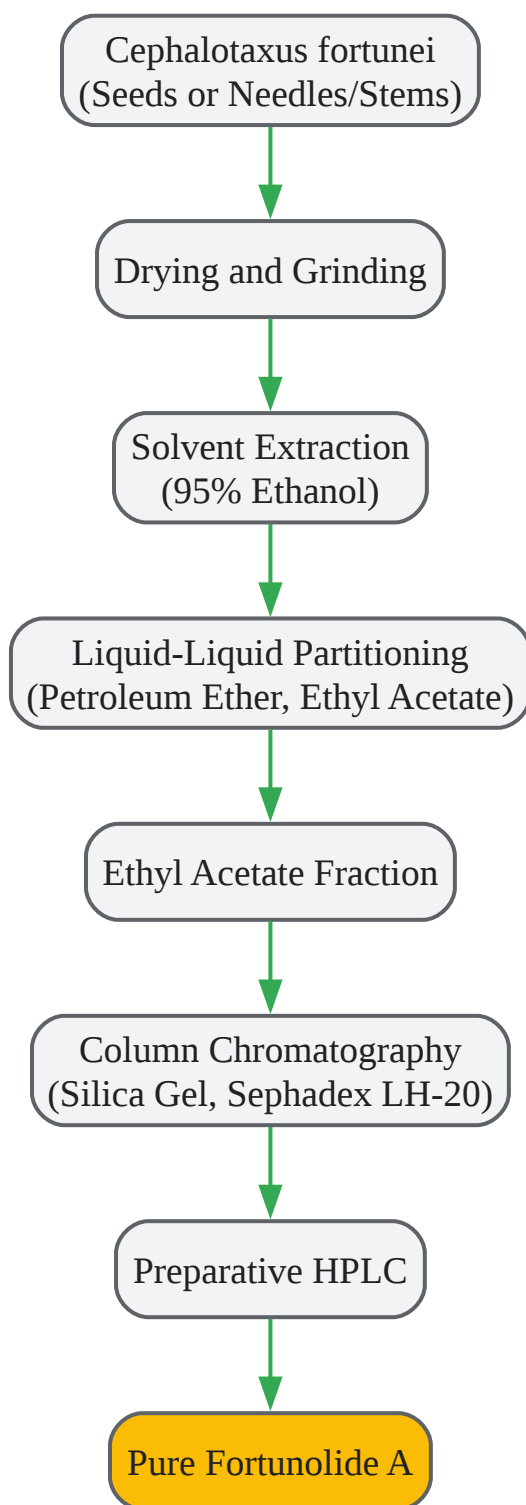 Cephalotaxus fortunei
(Seeds or Needles/Stems)
Drying and Grinding
Solvent Extraction
(95% Ethanol)
Liquid-Liquid Partitioning
(Petroleum Ether, Ethyl Acetate)
Ethyl Acetate Fraction
Column Chromatography
(Silica Gel, Sephadex LH-20)
Preparative HPLC
Pure Fortunolide A